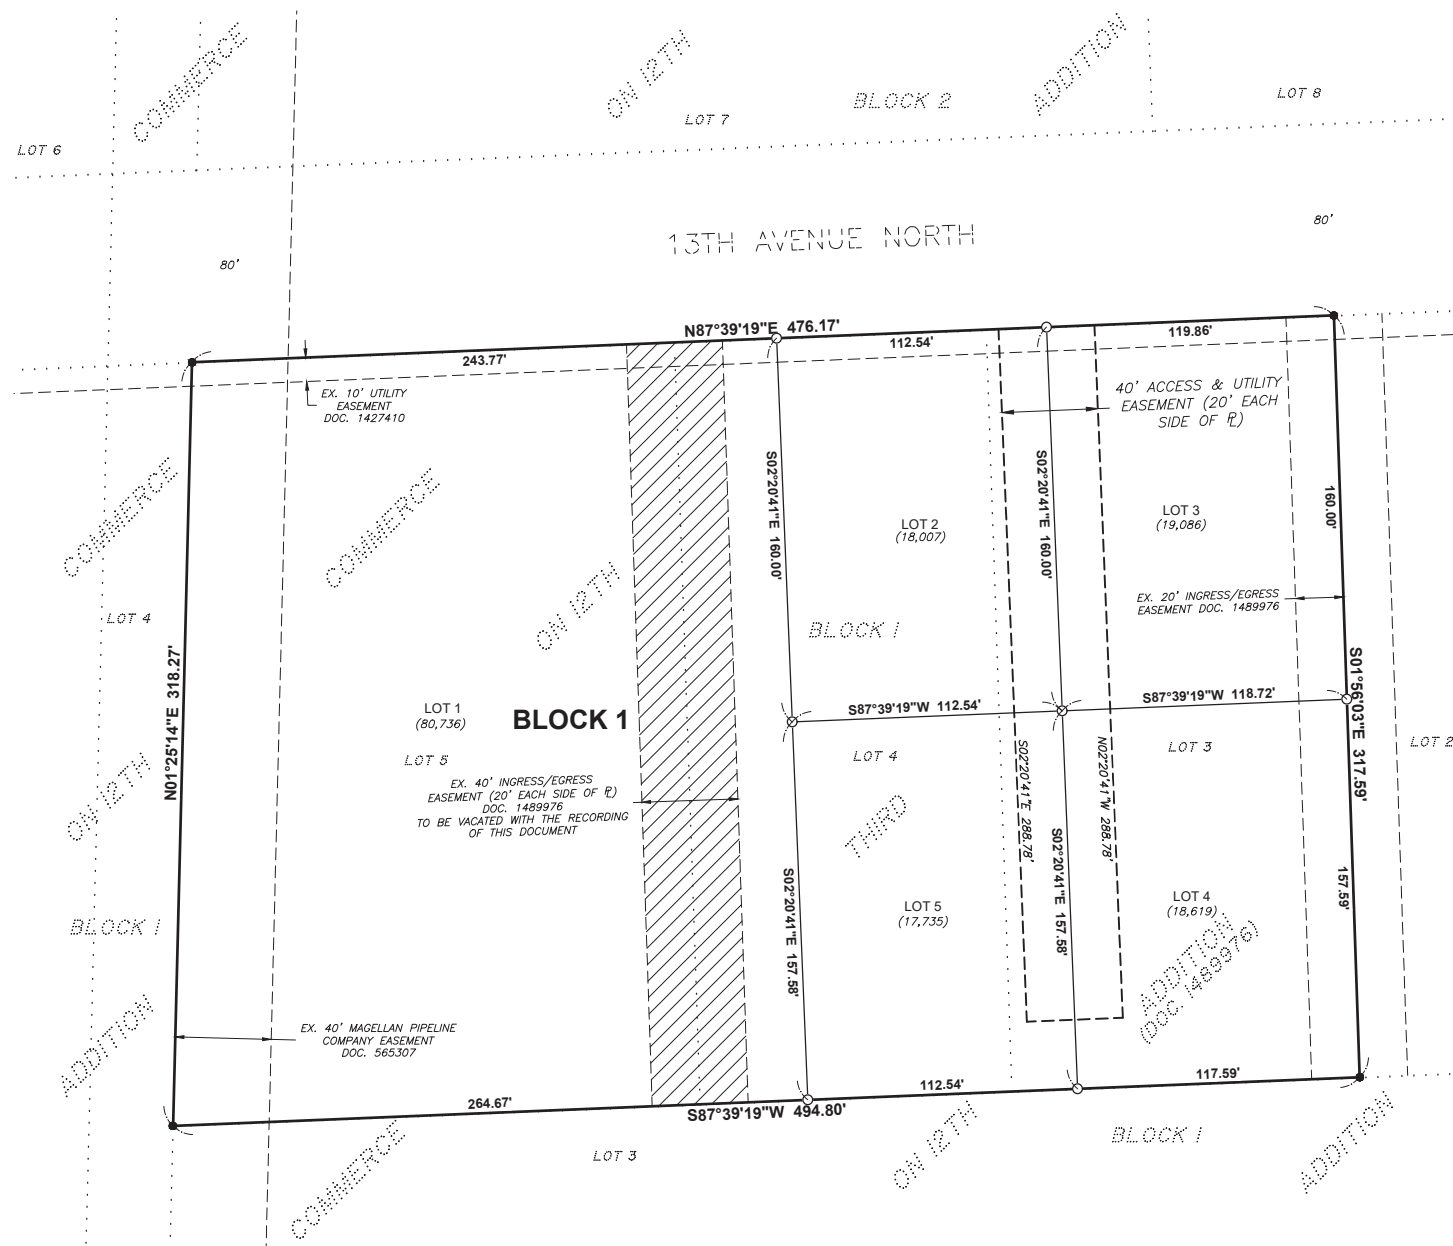 COMMERCE
ON 12TH
ADDITION
BLOCK 2
LOT 8
LOT 7
LOT 6
80'
13TH AVENUE NORTH
80'
N87°39'19"E 476.17'
243.77'
112.54'
119.86'
EX. 10' UTILITY
EASEMENT
DOC. 1427410
40' ACCESS & UTILITY
EASEMENT (20' EACH
SIDE OF ℄)
S02°20'41"E 160.00'
S02°20'41"E 160.00'
160.00'
COMMERCE
COMMERCE
LOT 2
(18,007)
LOT 3
(19,086)
ON 12TH
EX. 20' INGRESS/EGRESS
EASEMENT DOC. 1489976
LOT 4
BLOCK 1
N01°25'14"E 318.27'
S01°56'03"E 317.59'
LOT 1
(80,736)
BLOCK 1
S87°39'19"W 112.54'
S87°39'19"W 118.72'
LOT 5
LOT 4
LOT 3
LOT 2
EX. 40' INGRESS/EGRESS
EASEMENT (20' EACH SIDE OF ℄)
DOC. 1489976
TO BE VACATED WITH THE RECORDING
OF THIS DOCUMENT
S02°20'41"E 288.78'
N02°20'41"W 288.78'
ON 12TH
THIRD
S02°20'41"E 157.58'
S02°20'41"E 157.58'
157.59'
LOT 5
(17,735)
LOT 4
(18,619)
BLOCK 1
ADDITION
(DOC. 1489976)
ADDITION
EX. 40' MAGELLAN PIPELINE
COMPANY EASEMENT
DOC. 565307
264.67'
S87°39'19"W 494.80'
112.54'
117.59'
COMMERCE
LOT 3
ON 12TH
BLOCK 1
ADDITION